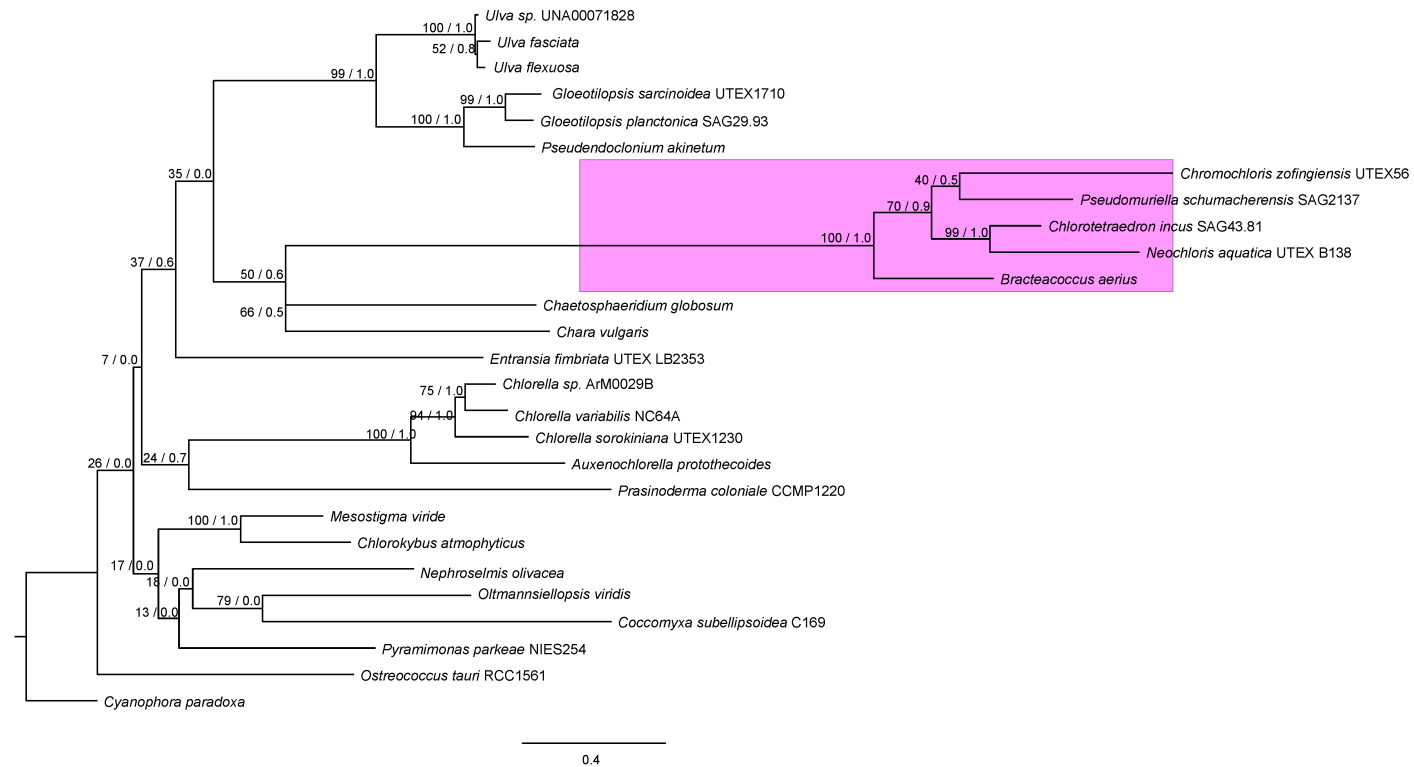 Ulva sp. UNA00071828
100 / 1.0
Ulva fasciata
52 / 0.8
Ulva flexuosa
99 / 1.0
Gloeotilopsis sarcinoidea UTEX1710
99 / 1.0
100 / 1.0
Gloeotilopsis planctonica SAG29.93
Pseudendoclonium akinetum
35 / 0.0
Chromochloris zofingiensis UTEX56
40 / 0.5
Pseudomuriella schumacherensis SAG2137
70 / 0.9
Chlorotetraedron incus SAG43.81
99 / 1.0
100 / 1.0
Neochloris aquatica UTEX B138
37 / 0.6
50 / 0.6
Bracteacoccus aerius
Chaetosphaeridium globosum
66 / 0.5
Chara vulgaris
7 / 0.0
Entransia fimbriata UTEX LB2353
Chlorella sp. ArM0029B
75 / 1.0
94 / 1.0
Chlorella variabilis NC64A
100 / 1.0
Chlorella sorokiniana UTEX1230
26 / 0.0
24 / 0.7
Auxenochlorella protothecoides
Prasinoderma coloniale CCMP1220
Mesostigma viride
100 / 1.0
Chlorokybus atmophyticus
17 / 0.0
Nephroselmis olivacea
18 / 0.0
Oltmannsiellopsis viridis
79 / 0.0
13 / 0.0
Coccomyxa subellipsoidea C169
Pyramimonas parkeae NIES254
Ostreococcus tauri RCC1561
Cyanophora paradoxa
0.4